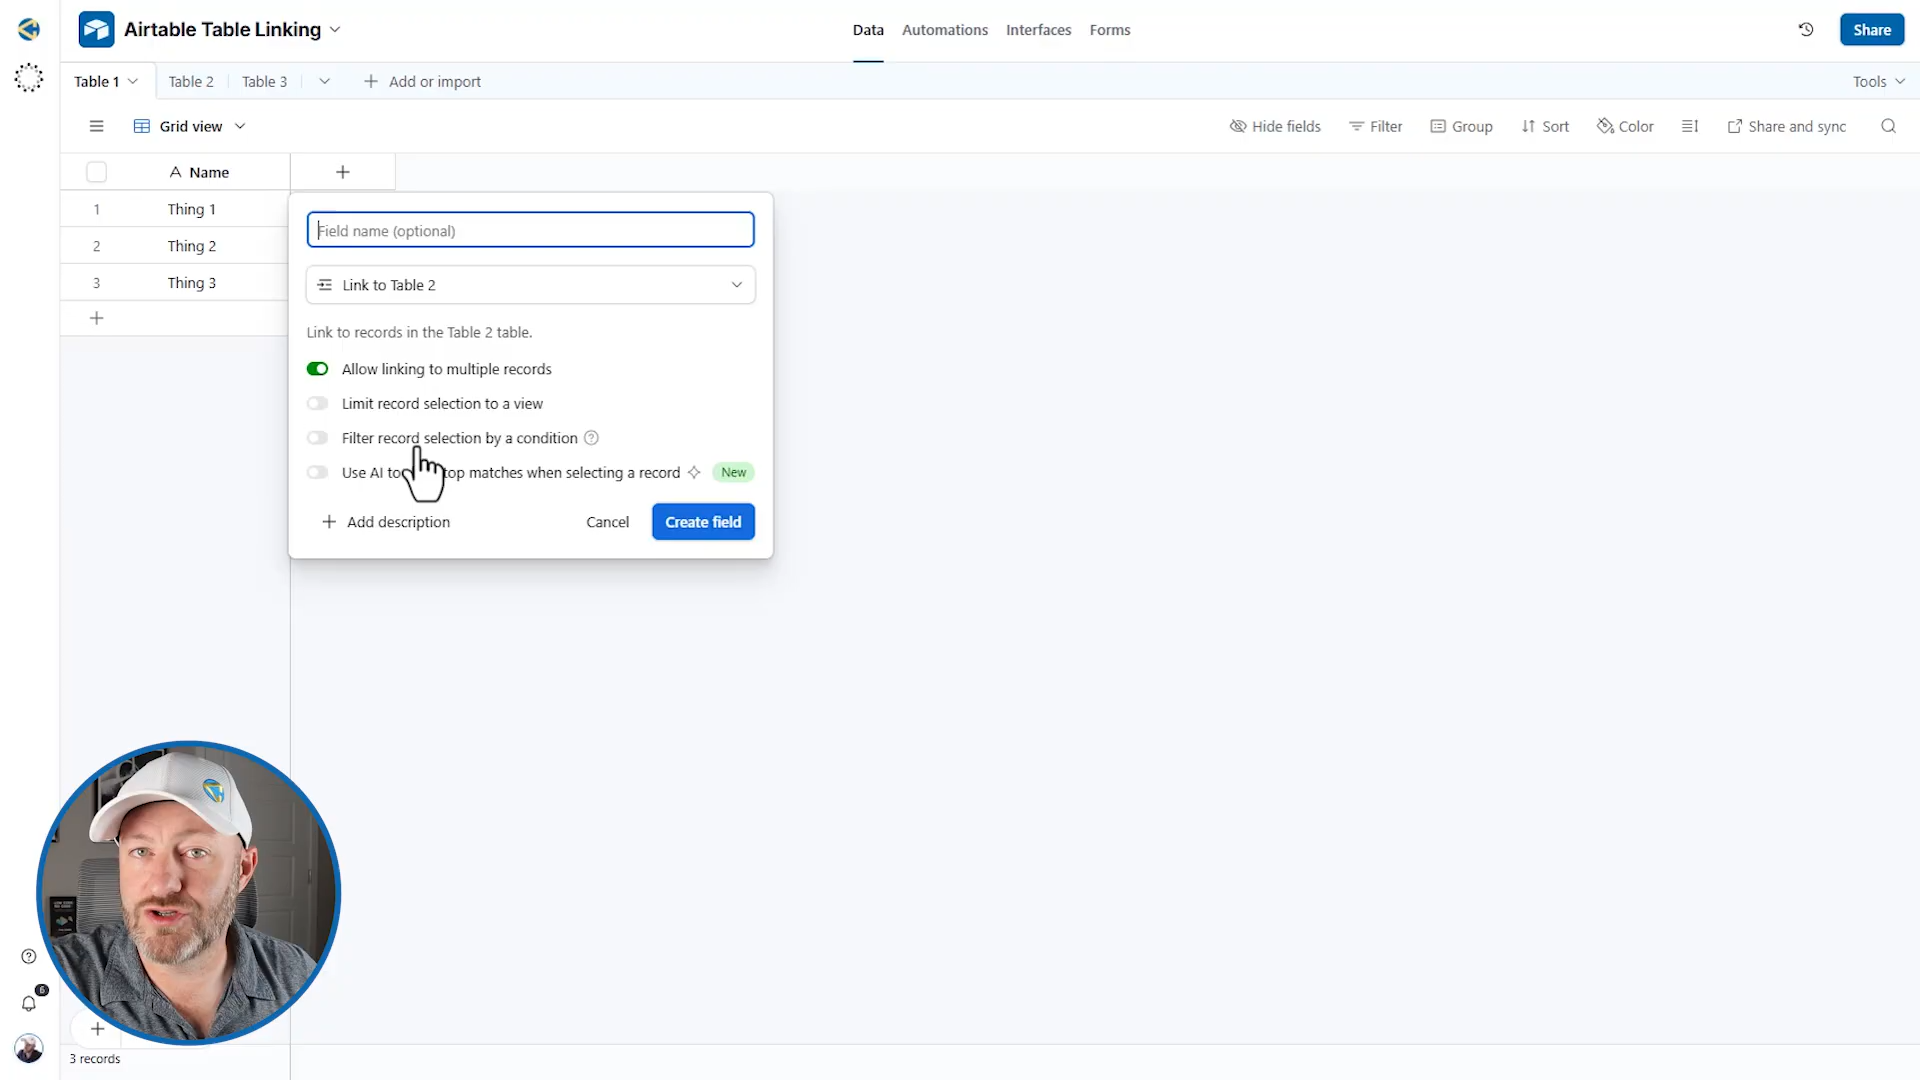 Airtable Table Linking
Data Automations Interfaces Forms
Share
Table 1 Table 2 Table 3 Add or import Tools
Grid view Hide fields Filter Group Sort Color Share and sync
Name
1 Thing 1
2 Thing 2
3 Thing 3
Field name (optional)
Link to Table 2
Link to records in the Table 2 table.
Allow linking to multiple records
Limit record selection to a view
Filter record selection by a condition
Use AI to top matches when selecting a record New
Add description Cancel Create field
6
3 records